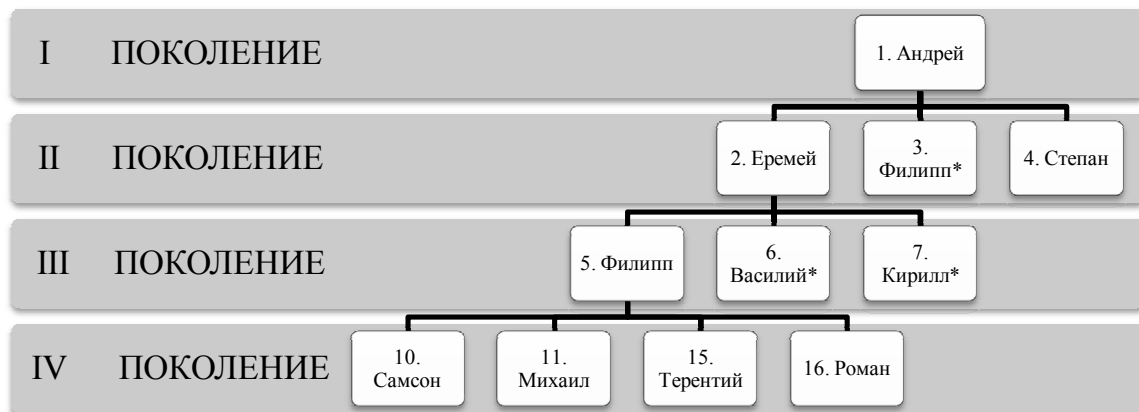 I ПОКОЛЕНИЕ
1. Андрей
II ПОКОЛЕНИЕ
2. Еремей
3.
Филипп*
4. Степан
III ПОКОЛЕНИЕ
5. Филипп
6.
Василий*
7.
Кирилл*
IV ПОКОЛЕНИЕ
10.
Самсон
11.
Михаил
15.
Терентий
16. Роман